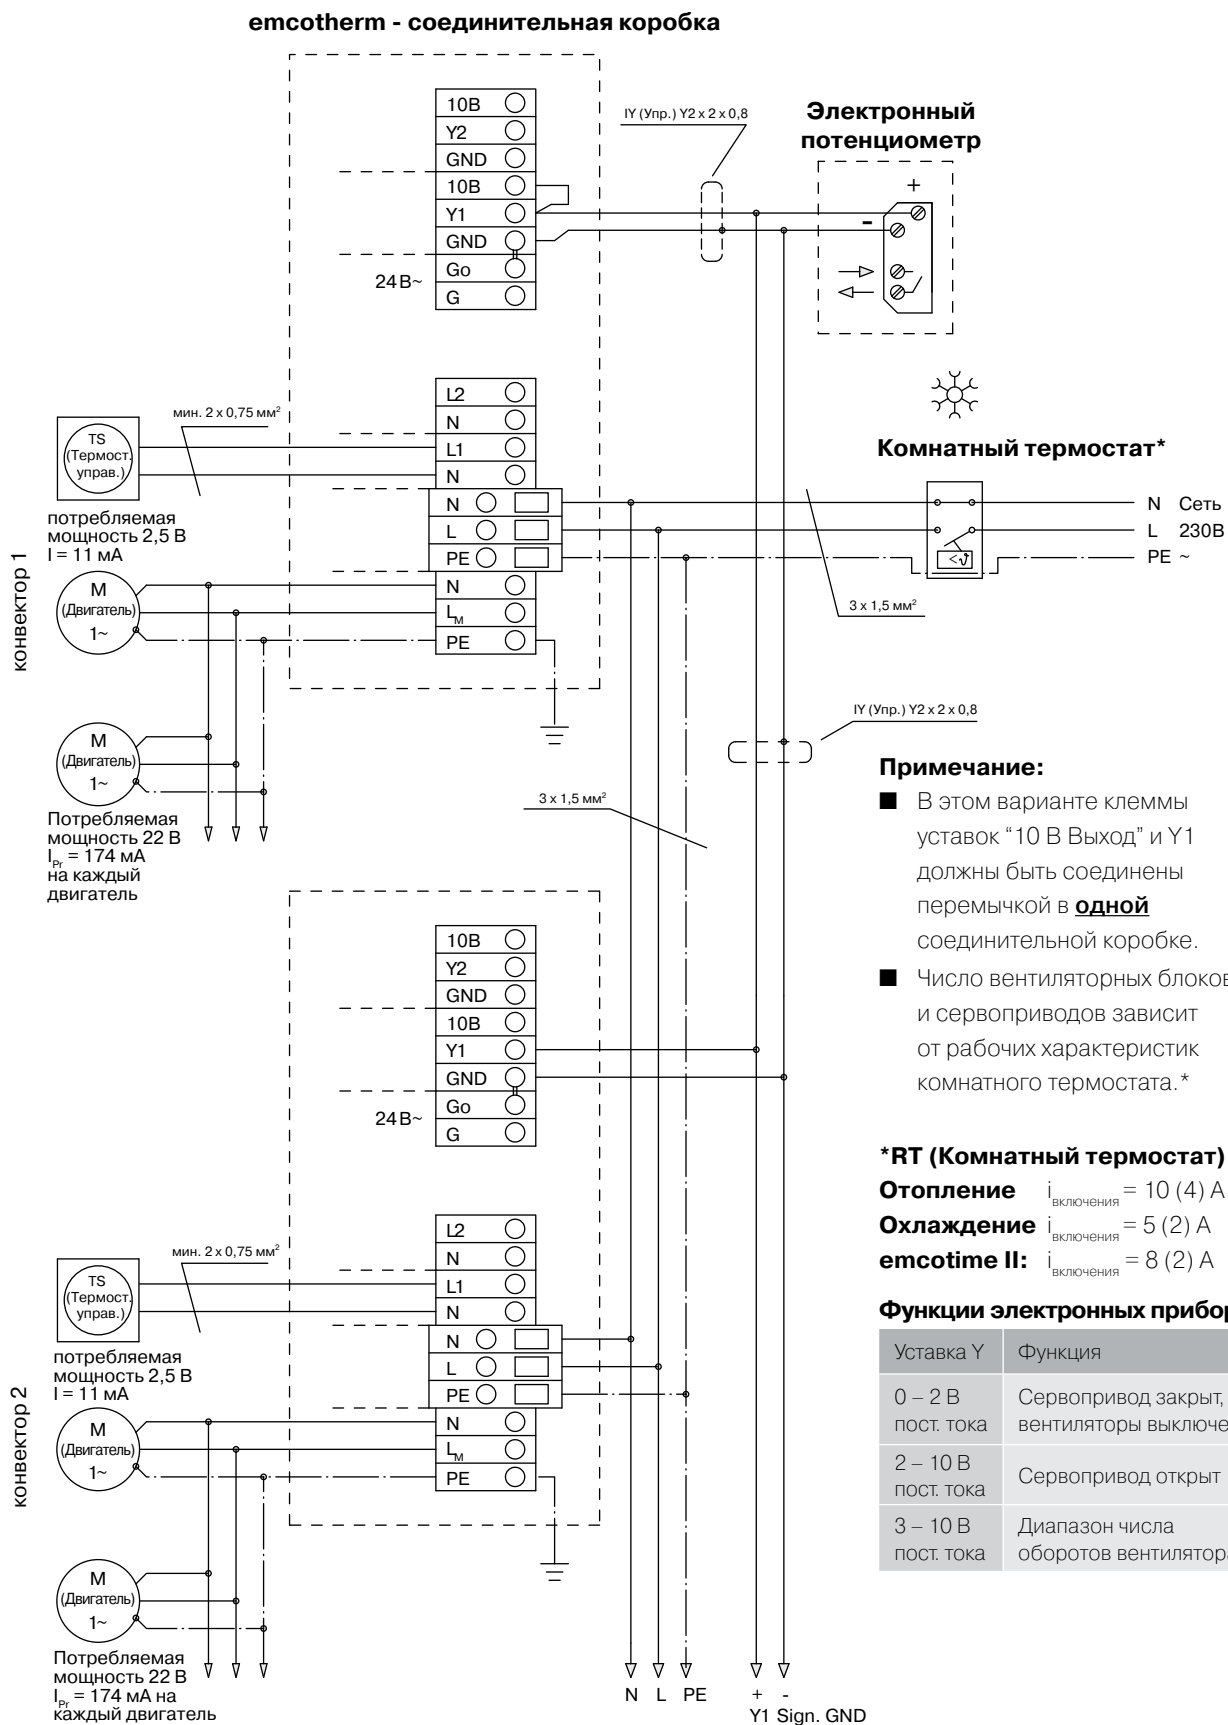 emcotherm - соединительная коробка
10В
Y2
GND
10В
Y1
GND
Go
G
24В~
IY (Упр.) Y2 x 2 x 0,8
Электронный
потенциометр
+
-
L2
N
L1
N
N
L
PE
N
LM
PE
мин. 2 x 0,75 мм²
TS
(Термост.
управ.)
потребляемая
мощность 2,5 В
I = 11 мА
конвектор 1
М
(Двигатель)
1~
М
(Двигатель)
1~
Потребляемая
мощность 22 В
IPr = 174 мА
на каждый
двигатель
Комнатный термостат*
<ϑ
N Сеть
L 230В
PE ~
3 x 1,5 мм²
IY (Упр.) Y2 x 2 x 0,8
3 x 1,5 мм²
Примечание:
■ В этом варианте клеммы
уставок “10 В Выход” и Y1
должны быть соединены
перемычкой в одной
соединительной коробке.
■ Число вентиляторных блоков
и сервоприводов зависит
от рабочих характеристик
комнатного термостата.*
10В
Y2
GND
10В
Y1
GND
Go
G
24В~
L2
N
L1
N
N
L
PE
N
LM
PE
мин. 2 x 0,75 мм²
TS
(Термост.
управ.)
потребляемая
мощность 2,5 В
I = 11 мА
конвектор 2
М
(Двигатель)
1~
М
(Двигатель)
1~
Потребляемая
мощность 22 В
IPr = 174 мА на
каждый двигатель
N L PE + -
Y1 Sign. GND
*RT (Комнатный термостат)
Отопление iвключения = 10 (4) А
Охлаждение iвключения = 5 (2) А
emcotime II: iвключения = 8 (2) А
Функции электронных прибор
Уставка Y Функция
0 – 2 В
пост. тока
Сервопривод закрыт,
вентиляторы выключе
2 – 10 В
пост. тока
Сервопривод открыт
3 – 10 В
пост. тока
Диапазон числа
оборотов вентилятора